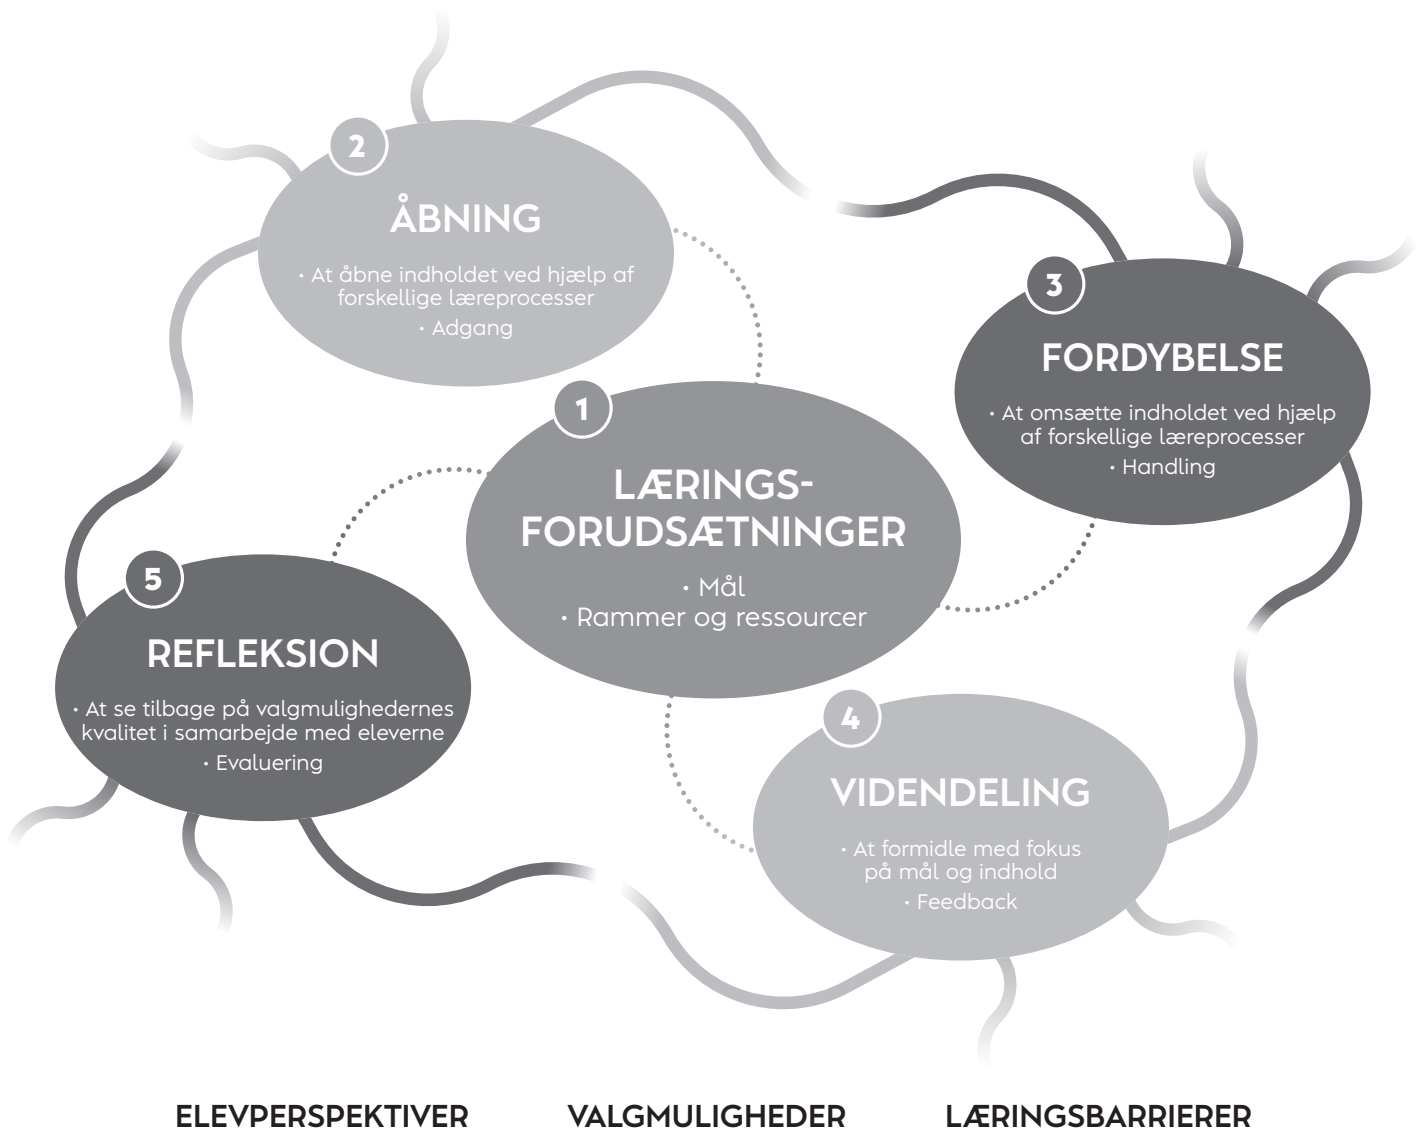 1
LÆRINGS-
FORUDSÆTNINGER
• Mål
• Rammer og ressourcer
2
ÅBNING
• At åbne indholdet ved hjælp af
forskellige læreprocesser
• Adgang
3
FORDYBELSE
• At omsætte indholdet ved hjælp
af forskellige læreprocesser
• Handling
4
VIDENDELING
• At formidle med fokus
på mål og indhold
• Feedback
5
REFLEKSION
• At se tilbage på valgmulighedernes
kvalitet i samarbejde med eleverne
• Evaluering
ELEVPERSPEKTIVER
VALGMULIGHEDER
LÆRINGSBARRIERER